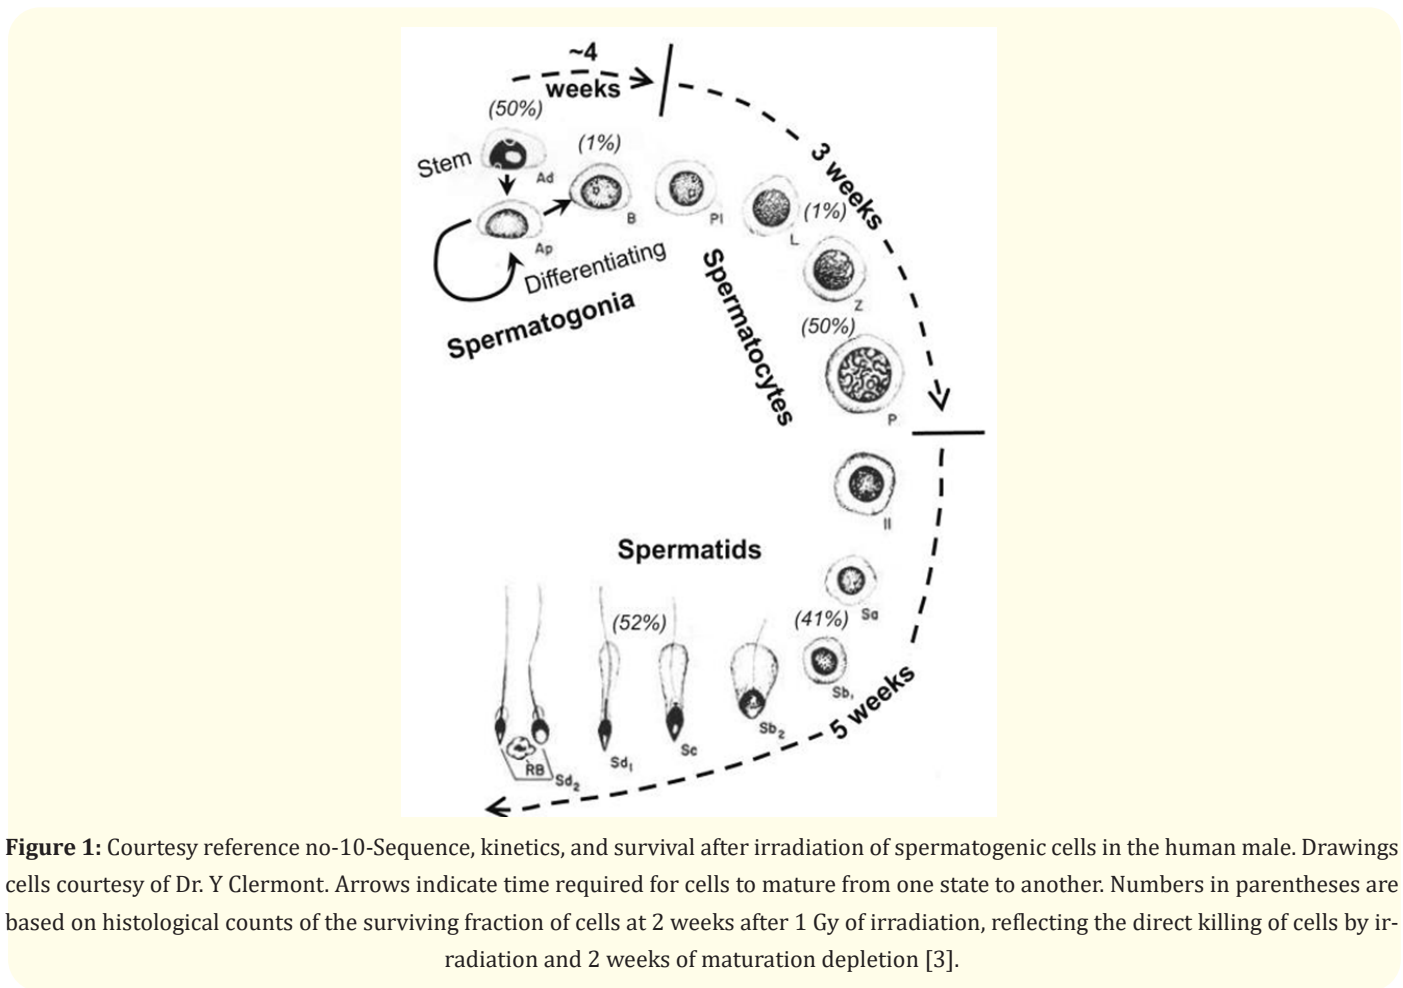 ~4
weeks
(50%)
(1%)
Stem
Ad
B
Pl
L
(1%)
3 weeks
Ap
Differentiating
Spermatogonia
Spermatocytes
Z
(50%)
P
II
Spermatids
Sa
(52%)
(41%)
Sb1
5 weeks
Sb2
Sc
Sd1
RB
Sd2
Figure 1: Courtesy reference no-10-Sequence, kinetics, and survival after irradiation of spermatogenic cells in the human male. Drawings
cells courtesy of Dr. Y Clermont. Arrows indicate time required for cells to mature from one state to another. Numbers in parentheses are
based on histological counts of the surviving fraction of cells at 2 weeks after 1 Gy of irradiation, reflecting the direct killing of cells by ir-
radiation and 2 weeks of maturation depletion [3].